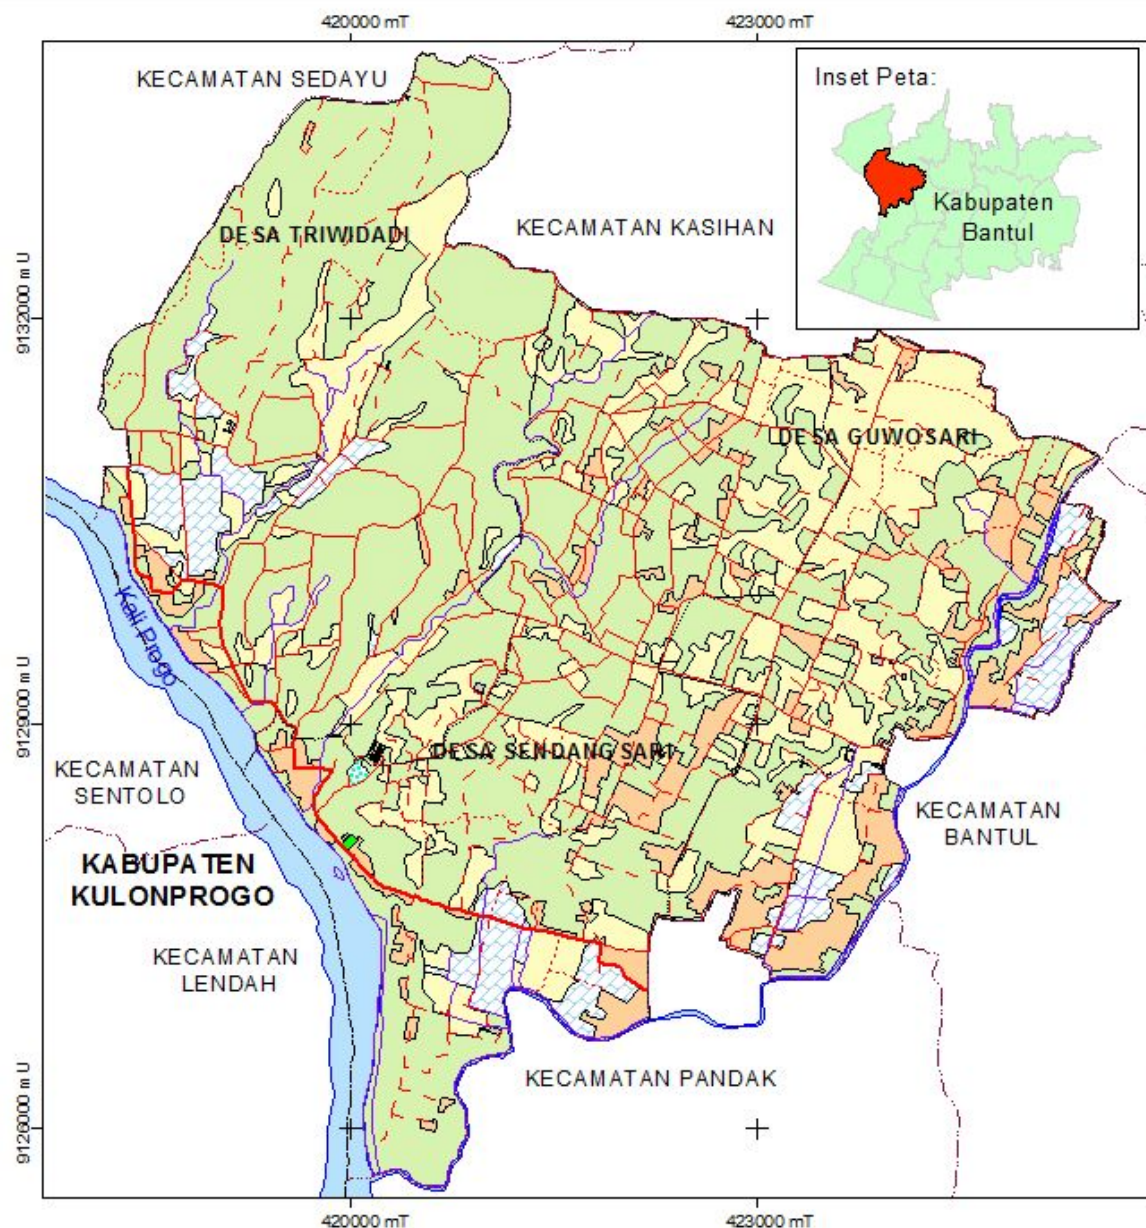 420000 mT
423000 mT
KECAMATAN SEDAYU
Inset Peta:
Kabupaten
Bantul
DESA TRIWIDADI
KECAMATAN KASIHAN
9132000 m U
DESA GUWOSARI
Kali Progo
9129000 m U
DESA SENDANG SARI
KECAMATAN
SENTOLO
KECAMATAN
BANTUL
KABUPATEN
KULONPROGO
KECAMATAN
LENDAH
KECAMATAN PANDAK
9126000 m U
420000 mT
423000 mT